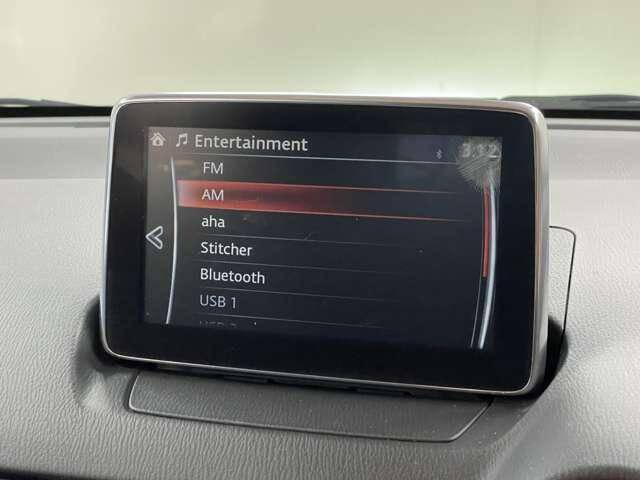 Entertainment
3:12
FM
AM
aha
Stitcher
Bluetooth
USB 1